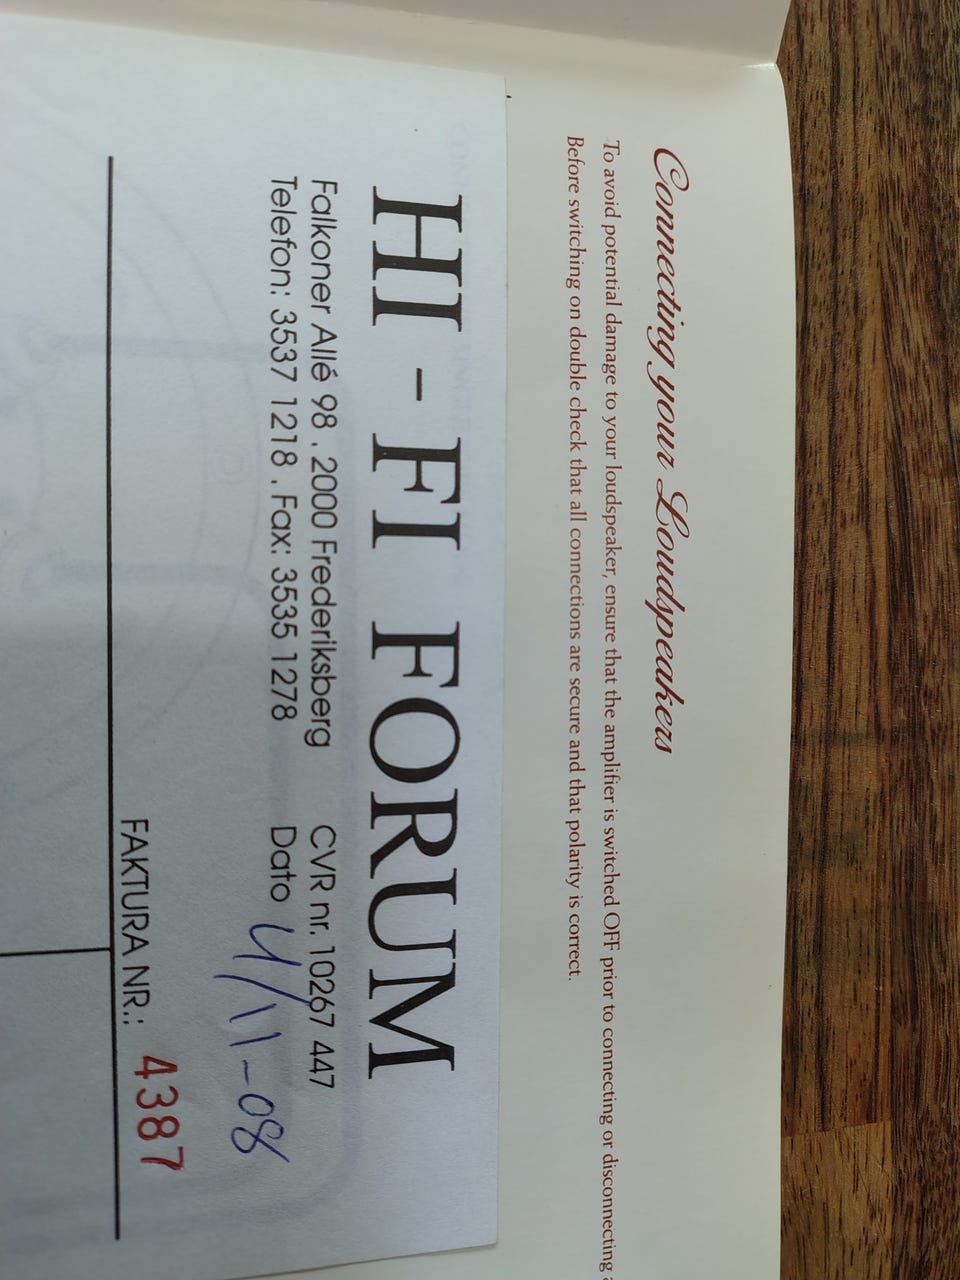 Connecting your Loudspeakers
To avoid potential damage to your loudspeaker, ensure that the amplifier is switched OFF prior to connecting or disconnecting
Before switching on double check that all connections are secure and that polarity is correct.
HI - FI FORUM
Falkoner Allé 98 . 2000 Frederiksberg CVR nr. 10267 447
Telefon: 3537 1218 . Fax: 3535 1278 Dato 4/11-08
FAKTURA NR.: 4387